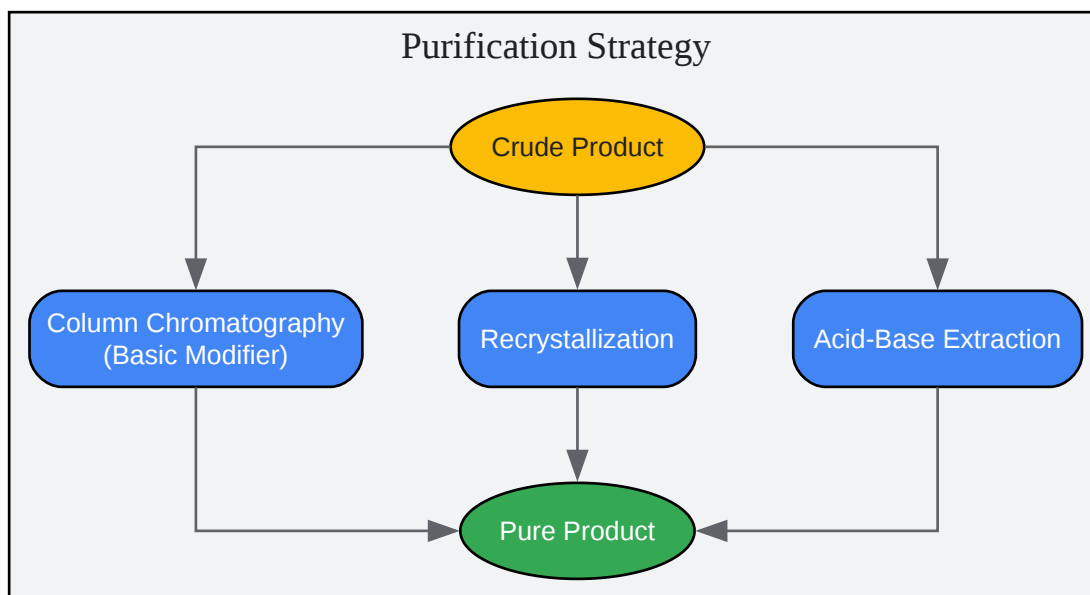 Purification Strategy
Crude Product
Column Chromatography
(Basic Modifier)
Recrystallization
Acid-Base Extraction
Pure Product